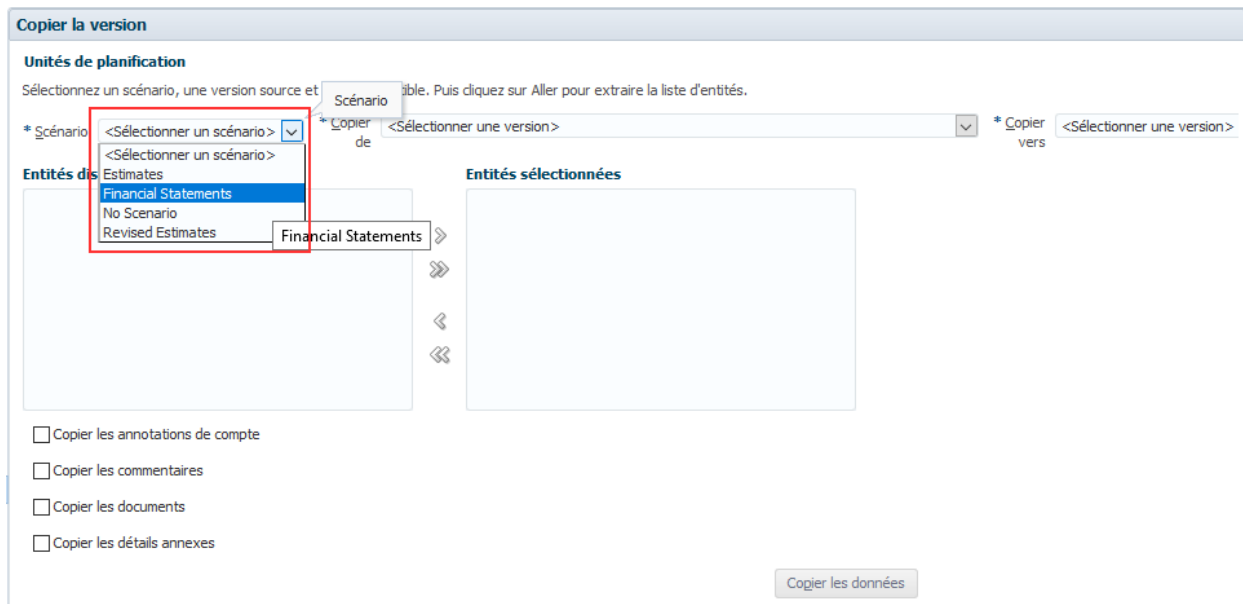 Copier la version
Unités de planification
Sélectionnez un scénario, une version source et tible. Puis cliquez sur Aller pour extraire la liste d'entités.
Scénario
* Scénario <Sélectionner un scénario> * Copier de <Sélectionner une version> * Copier vers <Sélectionner une version>
<Sélectionner un scénario>
Estimates
Financial Statements
No Scenario
Revised Estimates
Financial Statements
Entités dis Entités sélectionnées
Copier les annotations de compte
Copier les commentaires
Copier les documents
Copier les détails annexes
Copier les données